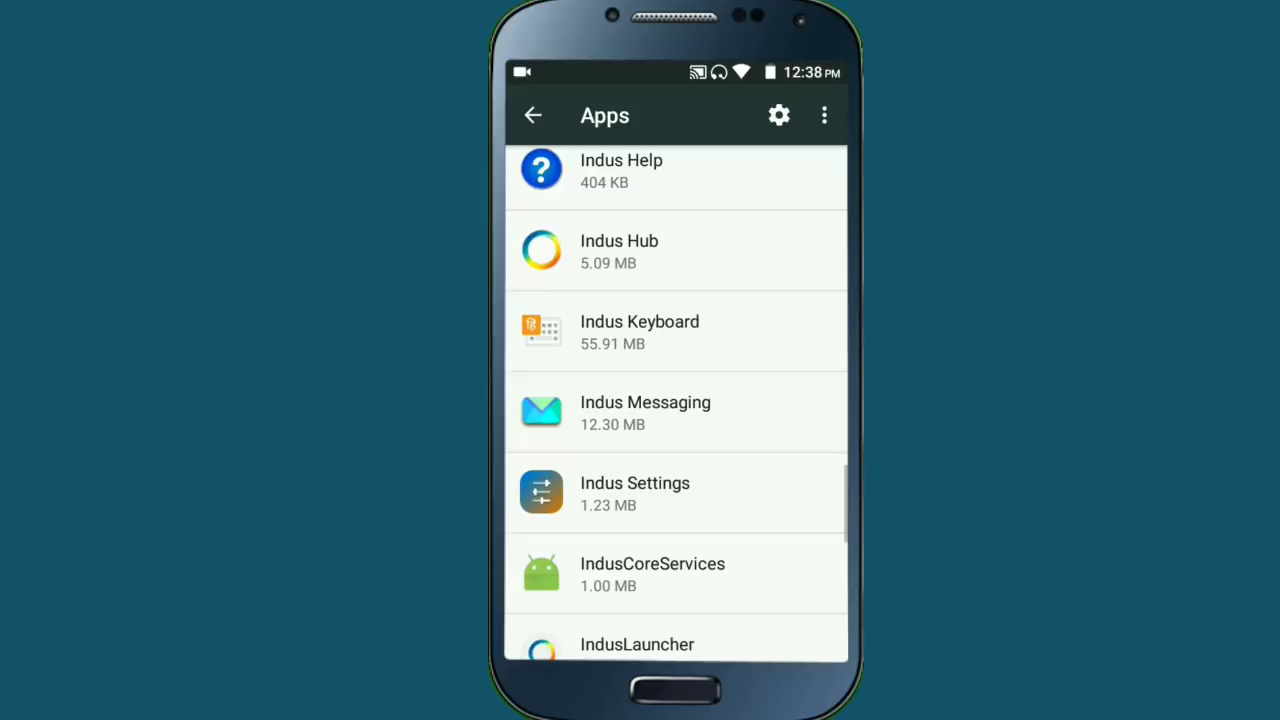 12:38 PM
Apps
?
Indus Help
404 KB
Indus Hub
5.09 MB
हि
Indus Keyboard
55.91 MB
Indus Messaging
12.30 MB
Indus Settings
1.23 MB
IndusCoreServices
1.00 MB
IndusLauncher